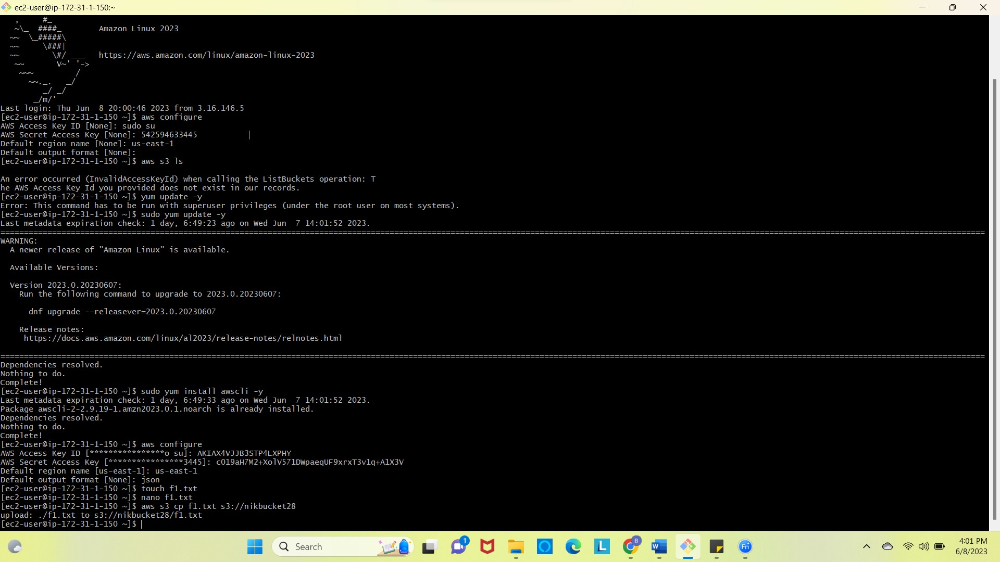 ec2-user@ip-172-31-1-150:~
, #_
~\_ ####_ Amazon Linux 2023
~~ \_#####\
~~ \###|
~~ \#/ ___ https://aws.amazon.com/linux/amazon-linux-2023
~~ V~' '->
~~~ /
~~._. _/
_/ _/
_/m/'
Last login: Thu Jun  8 20:00:46 2023 from 3.16.146.5
[ec2-user@ip-172-31-1-150 ~]$ aws configure
AWS Access Key ID [None]: sudo su
AWS Secret Access Key [None]: 542594633445
Default region name [None]: us-east-1
Default output format [None]:
[ec2-user@ip-172-31-1-150 ~]$ aws s3 ls
An error occurred (InvalidAccessKeyId) when calling the ListBuckets operation: T
he AWS Access Key Id you provided does not exist in our records.
[ec2-user@ip-172-31-1-150 ~]$ yum update -y
Error: This command has to be run with superuser privileges (under the root user on most systems).
[ec2-user@ip-172-31-1-150 ~]$ sudo yum update -y
Last metadata expiration check: 1 day, 6:49:23 ago on Wed Jun  7 14:01:52 2023.
WARNING:
A newer release of "Amazon Linux" is available.
Available Versions:
Version 2023.0.20230607:
Run the following command to upgrade to 2023.0.20230607:
dnf upgrade --releasever=2023.0.20230607
Release notes:
https://docs.aws.amazon.com/linux/al2023/release-notes/relnotes.html
Dependencies resolved.
Nothing to do.
Complete!
[ec2-user@ip-172-31-1-150 ~]$ sudo yum install awscli -y
Last metadata expiration check: 1 day, 6:49:33 ago on Wed Jun  7 14:01:52 2023.
Package awscli-2-2.9.19-1.amzn2023.0.1.noarch is already installed.
Dependencies resolved.
Nothing to do.
Complete!
[ec2-user@ip-172-31-1-150 ~]$ aws configure
AWS Access Key ID [****************o su]: AKIAX4VJJB3STP4LXPHY
AWS Secret Access Key [****************3445]: 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
Default region name [us-east-1]: us-east-1
Default output format [None]: json
[ec2-user@ip-172-31-1-150 ~]$ touch f1.txt
[ec2-user@ip-172-31-1-150 ~]$ nano f1.txt
[ec2-user@ip-172-31-1-150 ~]$ aws s3 cp f1.txt s3://nikbucket28
upload: ./f1.txt to s3://nikbucket28/f1.txt
[ec2-user@ip-172-31-1-150 ~]$
Search
1
L
B
W
Fn
4:01 PM
6/8/2023